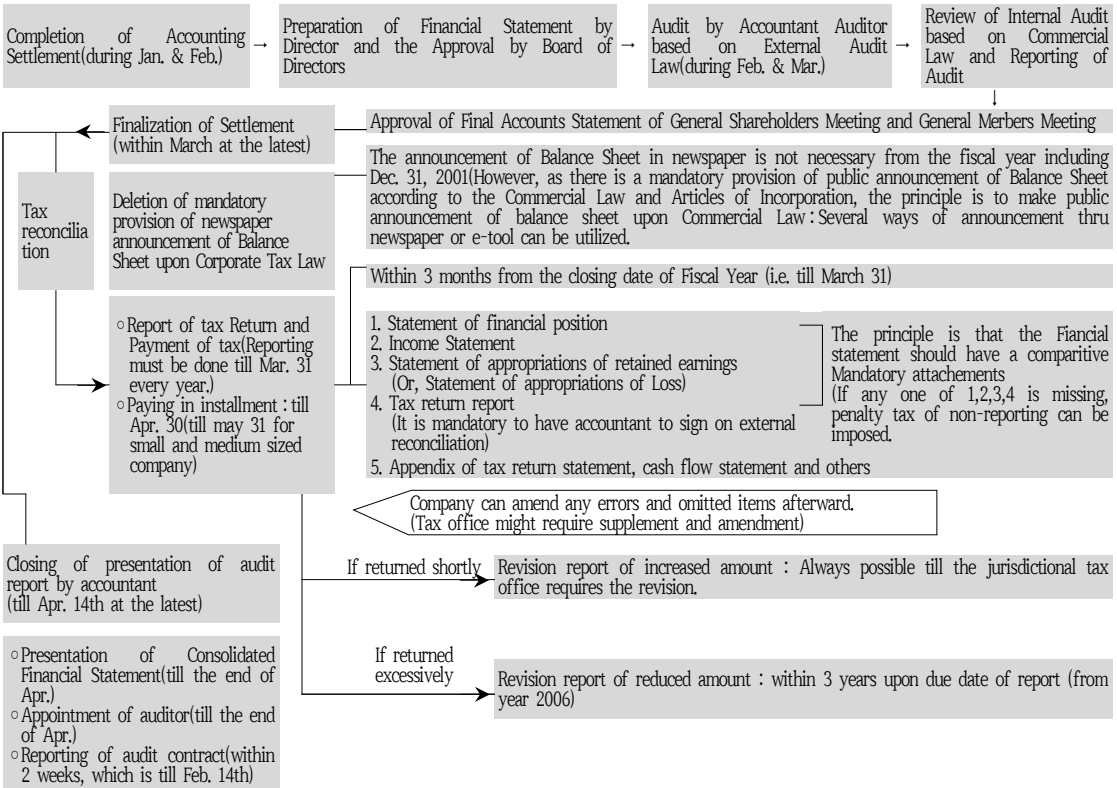 Completion of Accounting
Settlement(during Jan. & Feb.)
→
Preparation of Financial Statement by
Director and the Approval by Board of
Directors
→
Audit by Accountant Auditor
based on External Audit
Law(during Feb. & Mar.)
→
Review of Internal Audit
based on Commercial
Law and Reporting of
Audit
↓
Finalization of Settlement
(within March at the latest)
Approval of Final Accounts Statement of General Shareholders Meeting and General Merbers Meeting
Tax
reconcilia
tion
Deletion of mandatory
provision of newspaper
announcement of Balance
Sheet upon Corporate Tax Law
The announcement of Balance Sheet in newspaper is not necessary from the fiscal year including
Dec. 31, 2001(However, as there is a mandatory provision of public announcement of Balance Sheet
according to the Commercial Law and Articles of Incorporation, the principle is to make public
announcement of balance sheet upon Commercial Law : Several ways of announcement thru
newspaper or e-tool can be utilized.
Within 3 months from the closing date of Fiscal Year (i.e. till March 31)
○ Report of tax Return and
Payment of tax(Reporting
must be done till Mar. 31
every year.)
○ Paying in installment : till
Apr. 30(till may 31 for
small and medium sized
company)
1. Statement of financial position
2. Income Statement
3. Statement of appropriations of retained earnings
(Or, Statement of appropriations of Loss)
4. Tax return report
(It is mandatory to have accountant to sign on external
reconciliation)
5. Appendix of tax return statement, cash flow statement and others
The principle is that the Fiancial
statement should have a comparitive
Mandatory attachements
(If any one of 1,2,3,4 is missing,
penalty tax of non-reporting can be
imposed.
Company can amend any errors and omitted items afterward.
(Tax office might require supplement and amendment)
Closing of presentation of audit
report by accountant
(till Apr. 14th at the latest)
If returned shortly
Revision report of increased amount : Always possible till the jurisdictional tax
office requires the revision.
○ Presentation of Consolidated
Financial Statement(till the end of
Apr.)
○ Appointment of auditor(till the end
of Apr.)
○ Reporting of audit contract(within
2 weeks, which is till Feb. 14th)
If returned
excessively
Revision report of reduced amount : within 3 years upon due date of report (from
year 2006)